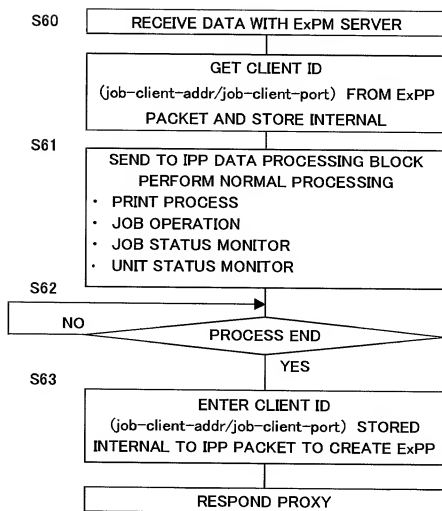 S60
RECEIVE DATA WITH ExPM SERVER
GET CLIENT ID
(job-client-addr/job-client-port) FROM ExPP
PACKET AND STORE INTERNAL
S61
SEND TO IPP DATA PROCESSING BLOCK
PERFORM NORMAL PROCESSING
・ PRINT PROCESS
・ JOB OPERATION
・ JOB STATUS MONITOR
・ UNIT STATUS MONITOR
S62
NO
PROCESS END
YES
S63
ENTER CLIENT ID
(job-client-addr/job-client-port) STORED
INTERNAL TO IPP PACKET TO CREATE ExPP
RESPOND PROXY